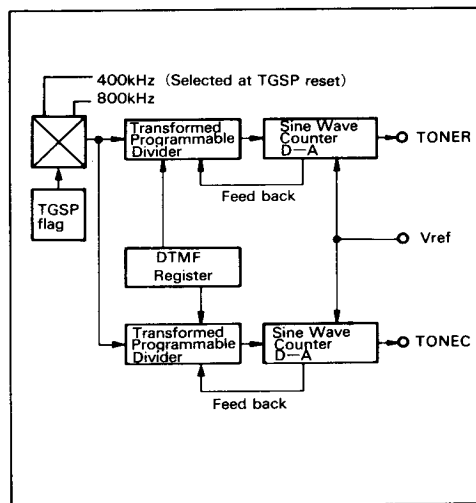 400kHz (Selected at TGSP reset)
800kHz
Transformed
Programmable
Divider
Sine Wave
Counter
D—A
TONER
TGSP
flag
Feed back
Vref
DTMF
Register
Transformed
Programmable
Divider
Sine Wave
Counter
D—A
TONEC
Feed back